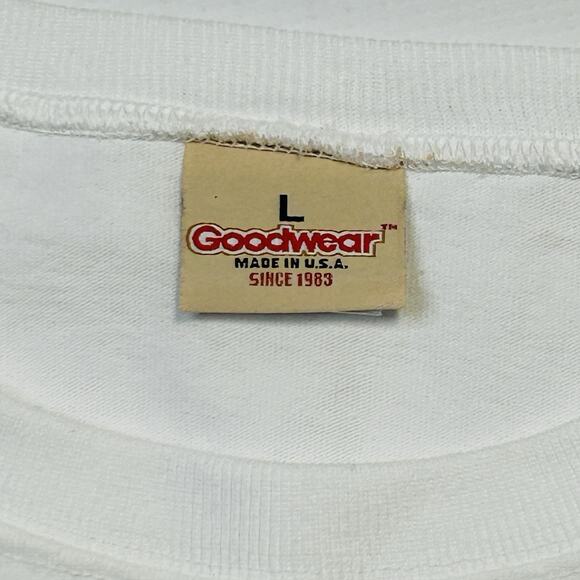 L
Goodwear™
MADE IN U.S.A.
SINCE 1983